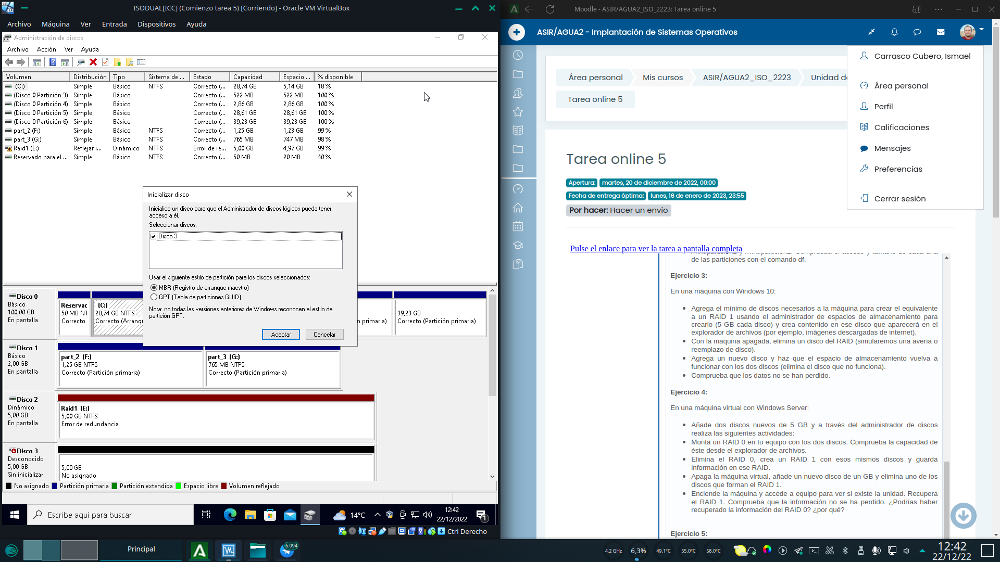 ISODUAL[ICC] (Comienzo tarea 5) [Corriendo] - Oracle VM VirtualBox
Archivo Máquina Ver Entrada Dispositivos Ayuda
Administración de discos
Archivo Acción Ver Ayuda
Volumen Distribución Tipo Sistema de ... Estado Capacidad Espacio ... % disponible
(C:) Simple Básico NTFS Correcto (... 28,74 GB 5,14 GB 18 %
(Disco 0 Partición 3) Simple Básico Correcto (... 522 MB 522 MB 100 %
(Disco 0 Partición 4) Simple Básico Correcto (... 2,86 GB 2,86 GB 100 %
(Disco 0 Partición 5) Simple Básico Correcto (... 28,61 GB 28,61 GB 100 %
(Disco 0 Partición 6) Simple Básico Correcto (... 39,23 GB 39,23 GB 100 %
part_2 (F:) Simple Básico NTFS Correcto (... 1,25 GB 1,23 GB 99 %
part_3 (G:) Simple Básico NTFS Correcto (... 765 MB 747 MB 98 %
Raid1 (E:) Reflejar i... Dinámico NTFS Error de re... 5,00 GB 4,97 GB 99 %
Reservado para el ... Simple Básico NTFS Correcto (... 50 MB 20 MB 40 %
Inicializar disco
Inicialice un disco para que el Administrador de discos lógicos pueda tener
acceso a él.
Seleccionar discos:
Disco 3
Usar el siguiente estilo de partición para los discos seleccionados:
MBR (Registro de arranque maestro)
GPT (Tabla de particiones GUID)
Nota: no todas las versiones anteriores de Windows reconocen el estilo de
partición GPT.
Aceptar Cancelar
Disco 0
Básico
100,00 GB
En pantalla
Reservac
50 MB NT
Correcto
(C:)
28,74 GB NTFS
Correcto (Arranqu
n primaria)
39,23 GB
Correcto (Partición primaria)
Disco 1
Básico
2,00 GB
En pantalla
part_2 (F:)
1,25 GB NTFS
Correcto (Partición primaria)
part_3 (G:)
765 MB NTFS
Correcto (Partición primaria)
Disco 2
Dinámico
5,00 GB
En pantalla
Raid1 (E:)
5,00 GB NTFS
Error de redundancia
Disco 3
Desconocido
5,00 GB
Sin inicializar
5,00 GB
No asignado
No asignado Partición primaria Partición extendida Espacio libre Volumen reflejado
Escribe aquí para buscar
14°C
12:42
22/12/2022
1
Ctrl Derecho
Moodle - ASIR/AGUA2_ISO_2223: Tarea online 5
ASIR/AGUA2 - Implantación de Sistemas Operativos
Área personal Mis cursos ASIR/AGUA2_ISO_2223 Unidad de
Tarea online 5
Carrasco Cubero, Ismael
Área personal
Perfil
Calificaciones
Mensajes
Preferencias
Cerrar sesión
Tarea online 5
Apertura: martes, 20 de diciembre de 2022, 00:00
Fecha de entrega óptima: lunes, 16 de enero de 2023, 23:55
Por hacer: Hacer un envío
Pulse el enlace para ver la tarea a pantalla completa
de las particiones con el comando df.
Ejercicio 3:
En una máquina con Windows 10:
Agrega el mínimo de discos necesarios a la máquina para crear el equivalente
a un RAID 1 usando el administrador de espacios de almacenamiento para
crearlo (5 GB cada disco) y crea contenido en ese disco que aparecerá en el
explorador de archivos (por ejemplo, imágenes descargadas de internet).
Con la máquina apagada, elimina un disco del RAID (simularemos una avería o
reemplazo de disco).
Agrega un nuevo disco y haz que el espacio de almacenamiento vuelva a
funcionar con los dos discos (elimina el disco que no funciona).
Comprueba que los datos no se han perdido.
Ejercicio 4:
En una máquina virtual con Windows Server:
Añade dos discos nuevos de 5 GB y a través del administrador de discos
realiza las siguientes actividades:
Monta un RAID 0 en tu equipo con los dos discos. Comprueba la capacidad de
éste desde el explorador de archivos.
Elimina el RAID 0, crea un RAID 1 con esos mismos discos y guarda
información en ese RAID.
Apaga la máquina virtual, añade un nuevo disco de un GB y elimina uno de los
discos que forman el RAID 1.
Enciende la máquina y accede a equipo para ver si existe la unidad. Recupera
el RAID 1. Comprueba que la información no se ha perdido. ¿Podrías haber
recuperado la información del RAID 0? ¿por qué?
Ejercicio 5:
Principal
6.094
4,2 GHz 6,3% 49,1°C 55,0°C 58,0°C
12:42
22/12/22